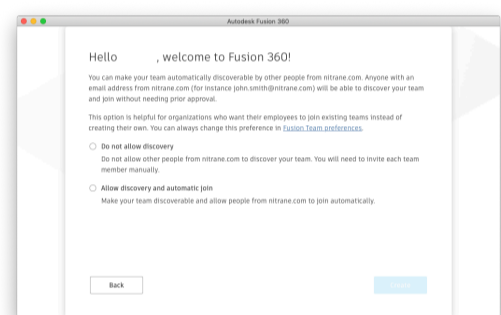 Autodesk Fusion 360
Hello , welcome to Fusion 360!
You can make your team automatically discoverable by other people from nitrane.com. Anyone with an
email address from nitrane.com (for instance john.smith@nitrane.com) will be able to discover your team
and join without needing prior approval.
This option is helpful for organizations who want their employees to join existing teams instead of
creating their own. You can always change this preference in Fusion Team preferences.
Do not allow discovery
Do not allow other people from nitrane.com to discover your team. You will need to invite each team
member manually.
Allow discovery and automatic join
Make your team discoverable and allow people from nitrane.com to join automatically.
Back
Create